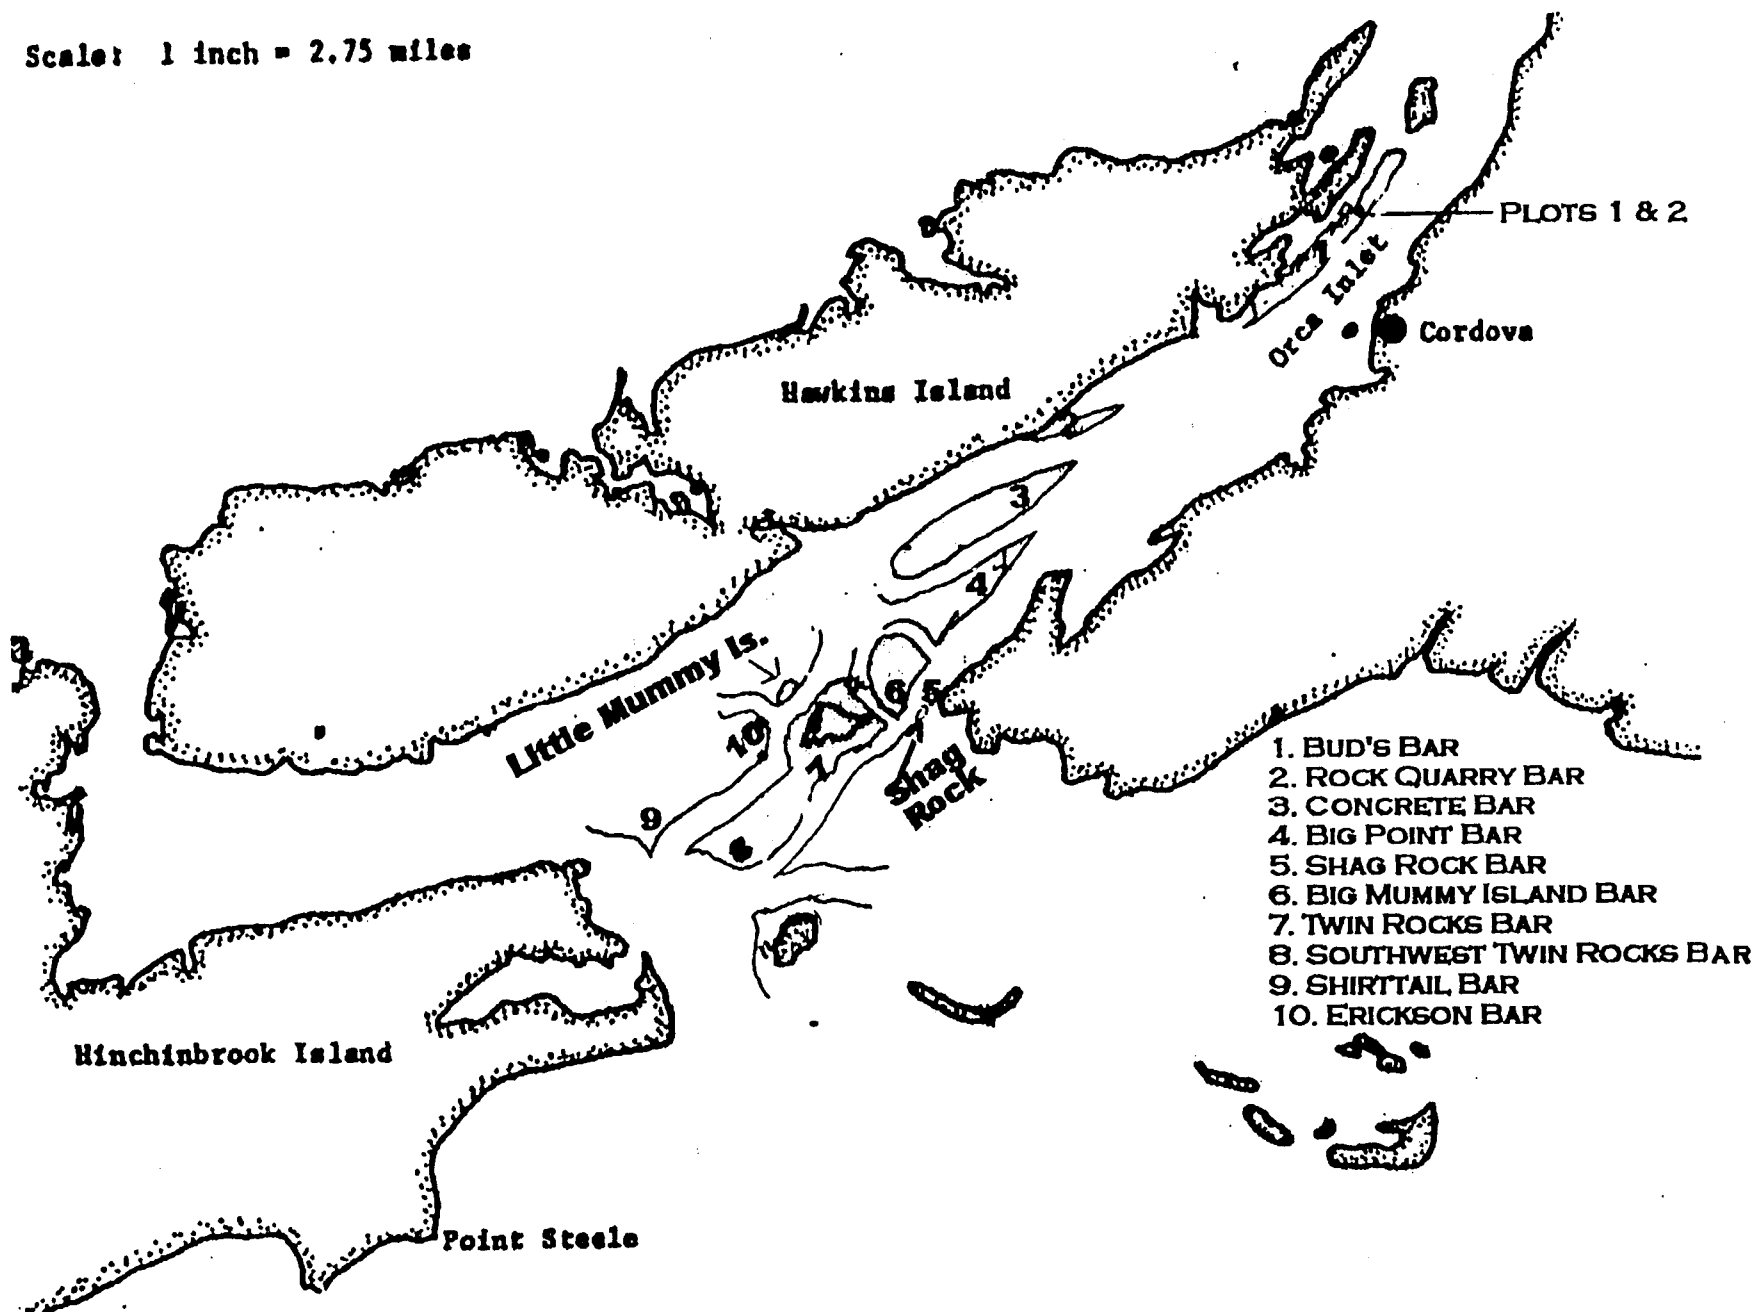 Scale: 1 inch = 2.75 miles
PLOTS 1 & 2
Orca Inlet
Cordova
Hawkins Island
3
4
Little Mummy Is.
6
5
10
7
Shag
Rock
9
8
1. BUD'S BAR
2. ROCK QUARRY BAR
3. CONCRETE BAR
4. BIG POINT BAR
5. SHAG ROCK BAR
6. BIG MUMMY ISLAND BAR
7. TWIN ROCKS BAR
8. SOUTHWEST TWIN ROCKS BAR
9. SHIRTTAIL BAR
10. ERICKSON BAR
Hinchinbrook Island
Point Steele